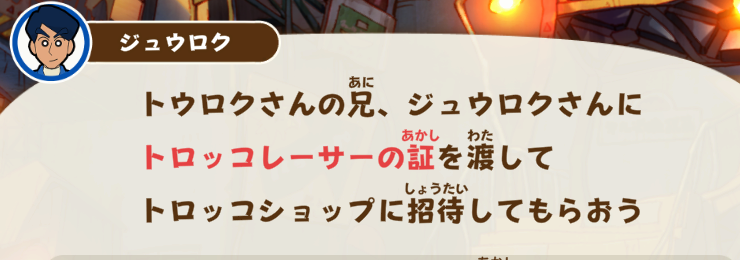 ジュウロク
トウロクさんの兄、ジュウロクさんに
トロッコレーサーの証を渡して
トロッコショップに招待してもらおう